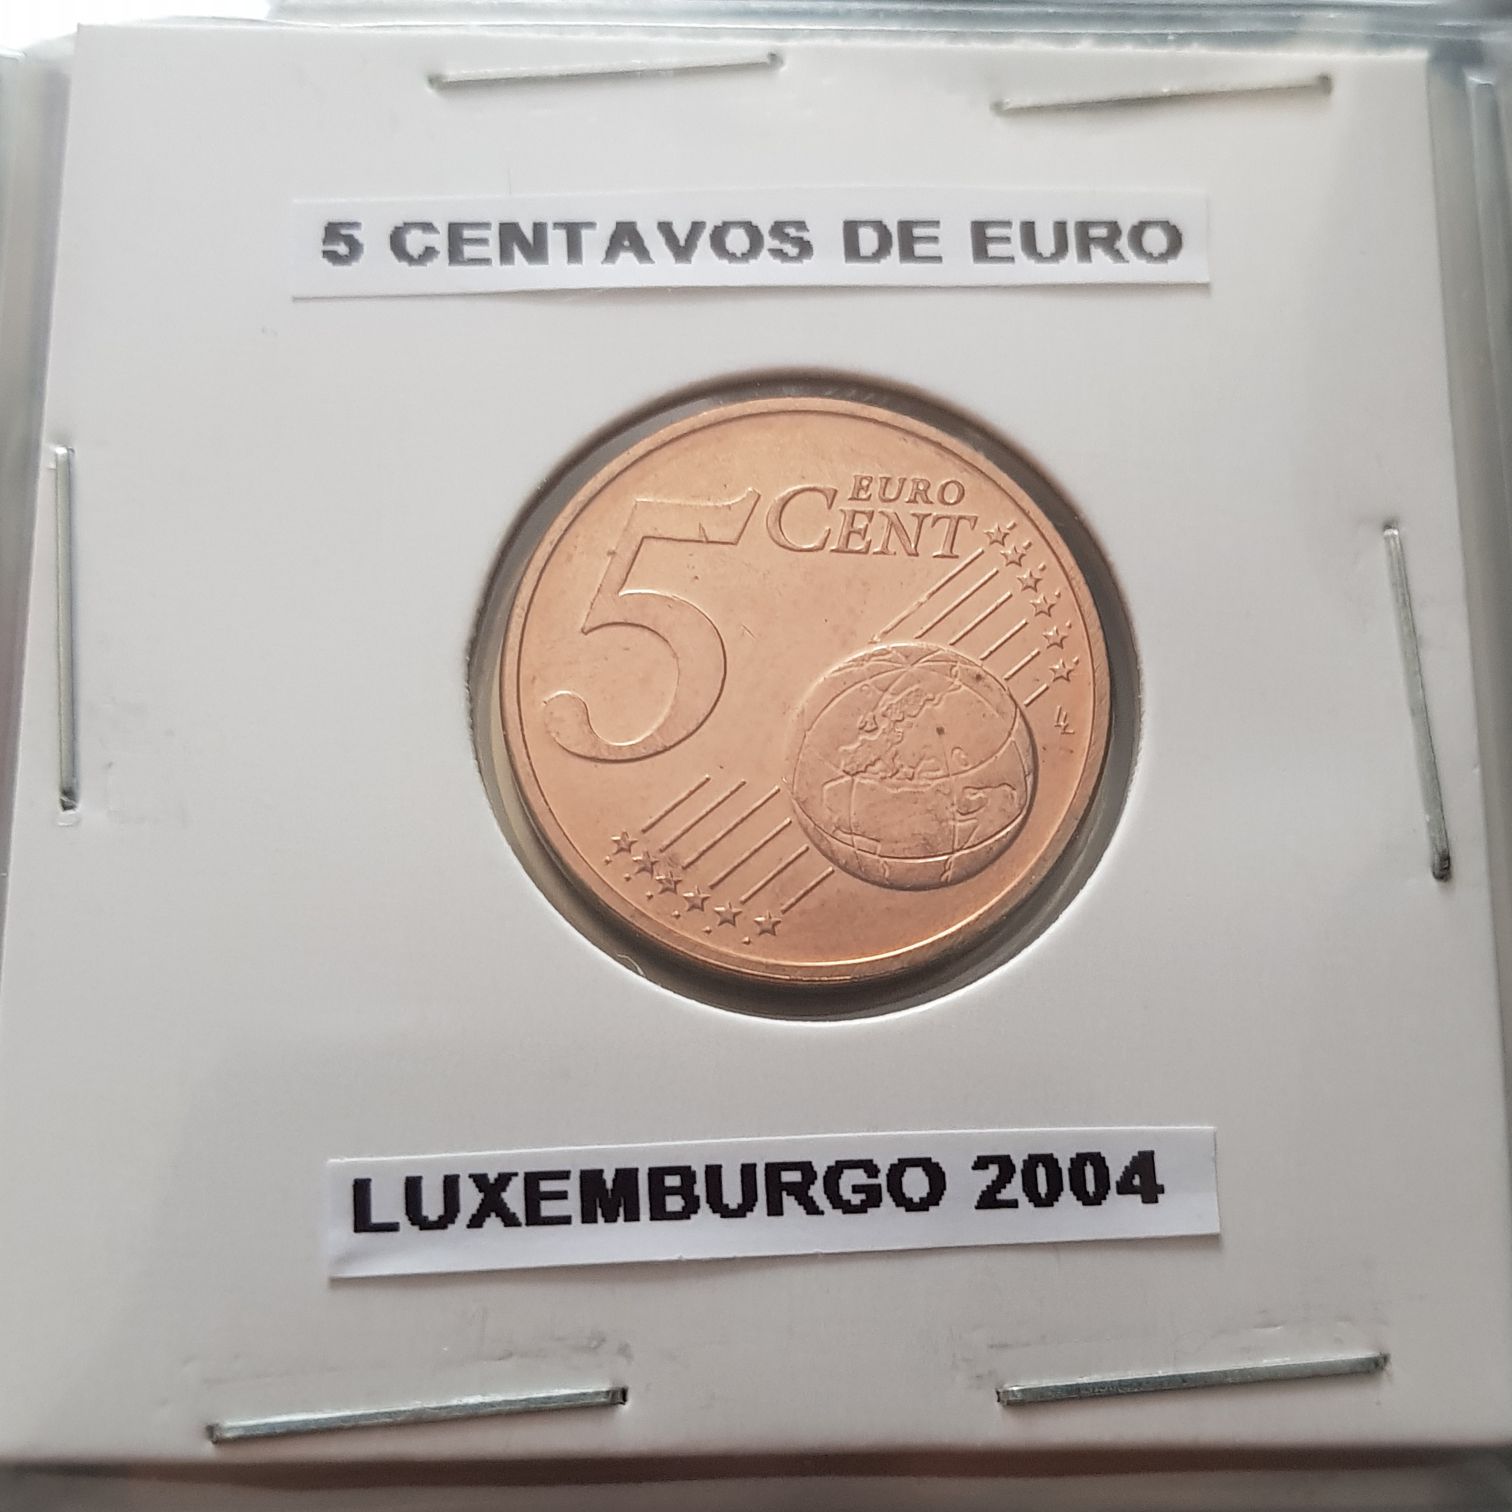 5 CENTAVOS DE EURO
5 EURO
CENT
LUXEMBURGO 2004